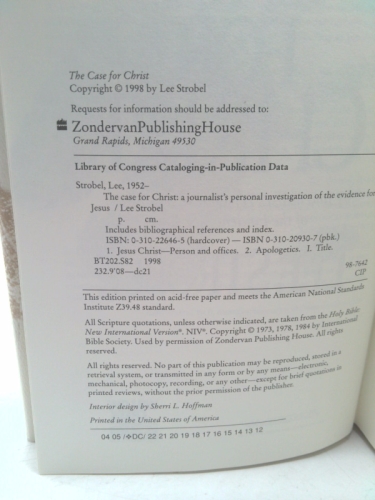 The Case for Christ
Copyright © 1998 by Lee Strobel
Requests for information should be addressed to:
ZondervanPublishingHouse
Grand Rapids, Michigan 49530
Library of Congress Cataloging-in-Publication Data
Strobel, Lee, 1952–
The case for Christ: a journalist's personal investigation of the evidence for
Jesus / Lee Strobel
p. cm.
Includes bibliographical references and index.
ISBN: 0-310-22646-5 (hardcover) — ISBN 0-310-20930-7 (pbk.)
1. Jesus Christ—Person and offices. 2. Apologetics. I. Title.
BT202.S82 1998
232.9'08—dc21
98-7642
CIP
This edition printed on acid-free paper and meets the American National Standards
Institute Z39.48 standard.
All Scripture quotations, unless otherwise indicated, are taken from the Holy Bible:
New International Version®. NIV®. Copyright © 1973, 1978, 1984 by International
Bible Society. Used by permission of Zondervan Publishing House. All rights
reserved.
All rights reserved. No part of this publication may be reproduced, stored in a
retrieval system, or transmitted in any form or by any means—electronic,
mechanical, photocopy, recording, or any other—except for brief quotations in
printed reviews, without the prior permission of the publisher.
Interior design by Sherri L. Hoffman
Printed in the United States of America
04 05 /❖DC/ 22 21 20 19 18 17 16 15 14 13 12